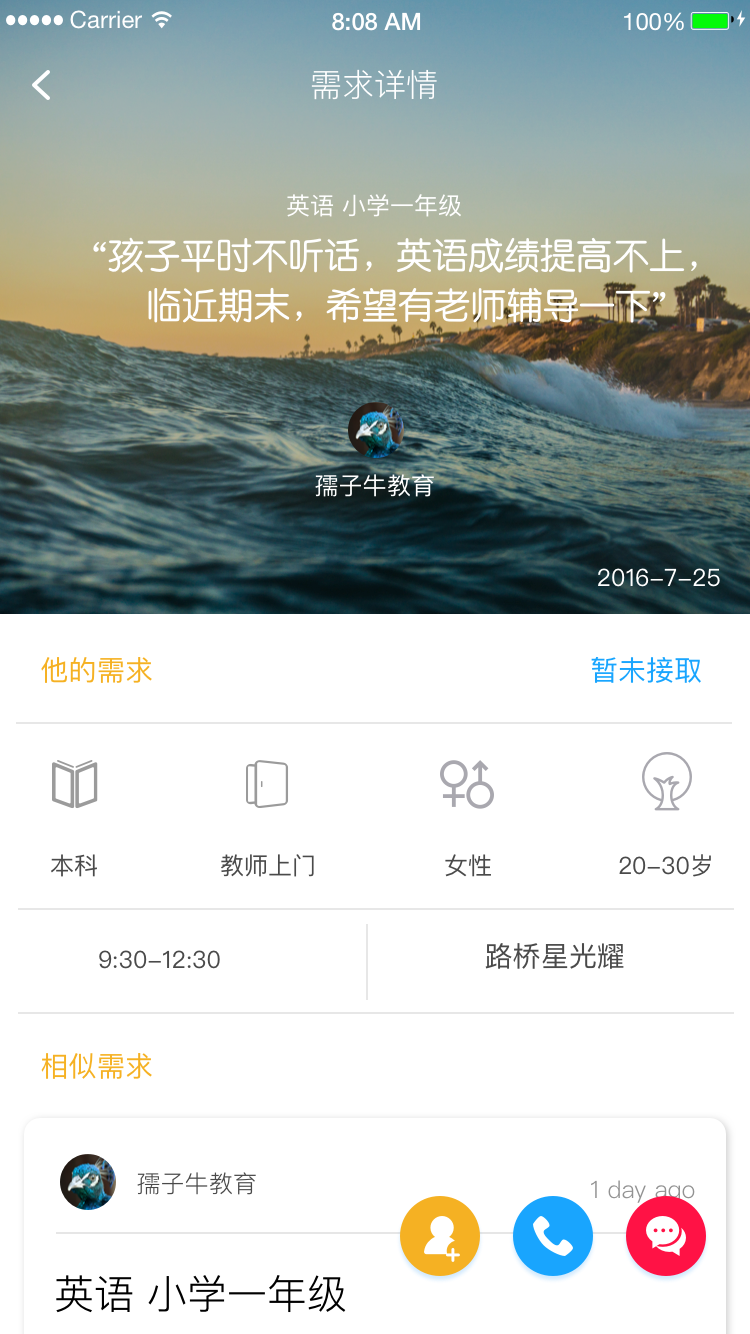 Carrier 8:08 AM 100%
需求详情
英语 小学一年级
“孩子平时不听话，英语成绩提高不上，
临近期末，希望有老师辅导一下”
孺子牛教育
2016-7-25
他的需求 暂未接取
本科 教师上门 女性 20-30岁
9:30-12:30 路桥星光耀
相似需求
孺子牛教育 1 day ago
英语 小学一年级